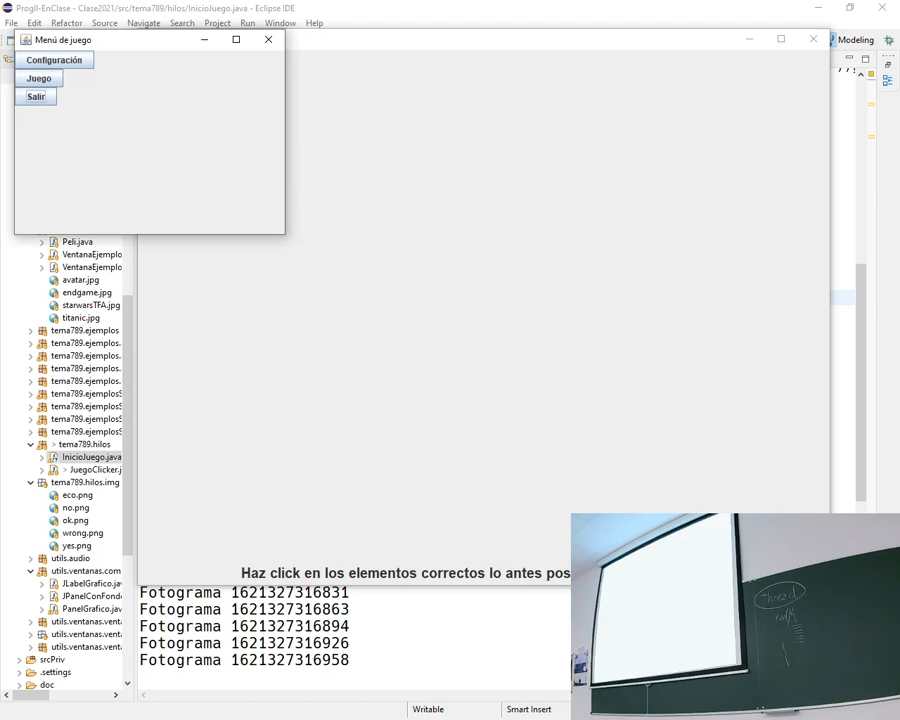 ProgII-EnClase - Clase2021/src/tema789/hilos/InicioJuego.java - Eclipse IDE
File Edit Refactor Source Navigate Search Project Run Window Help
Menú de juego
Modeling
Configuración
Juego
Salir
Peli.java
VentanaEjemplo
VentanaEjemplo
avatar.jpg
endgame.jpg
starwarsTFA.jpg
titanic.jpg
tema789.ejemplos
tema789.ejemplos.
tema789.ejemplos.
tema789.ejemplos.
tema789.ejemplos.
tema789.ejemplosS
tema789.ejemplosS
tema789.ejemplosS
tema789.ejemplosS
> tema789.hilos
InicioJuego.java
> JuegoClicker.j
tema789.hilos.img
eco.png
no.png
ok.png
wrong.png
yes.png
utils.audio
utils.ventanas.com
JLabelGrafico.jav
JPanelConFondo
PanelGrafico.jav
utils.ventanas.vent
utils.ventanas.vent
utils.ventanas.vent
srcPriv
.settings
doc
Haz click en los elementos correctos lo antes pos
Fotograma 1621327316831
Fotograma 1621327316863
Fotograma 1621327316894
Fotograma 1621327316926
Fotograma 1621327316958
Writable Smart Insert
Thread